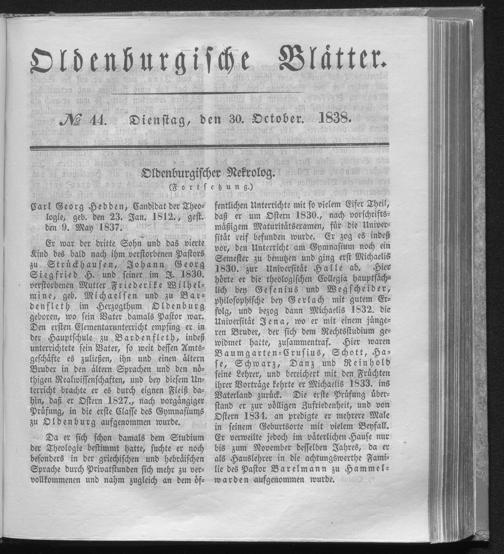 Oldenburgische Blätter.
№ 44. Dienstag, den 30. October. 1838.
Oldenburgischer Nekrolog.
(Fortsetzung.)
Carl Georg Hedden, Candidat der Theo-
logie, geb. den 23. Jan. 1812., gest.
den 9. May 1837.
Er war der dritte Sohn und das vierte
Kind des bald nach ihm verstorbenen Pastors
zu Strückhausen, Johann Georg
Siegfried H. und seiner im J. 1830.
verstorbenen Mutter Friederike Wilhel-
mine, geb. Michaelsen und zu Bar-
denfleth im Herzogthum Oldenburg
geboren, wo sein Vater damals Pastor war.
Den ersten Elementarunterricht empfing er in
der Hauptschule zu Bardenfleth, indeß
unterrichtete sein Vater, so weit dessen Amts-
geschäfte es zuließen, ihn und einen ältern
Bruder in den ältern Sprachen und den nö-
thigen Realwissenschaften, und bey diesem Un-
terricht brachte er es durch eignen Fleiß da-
hin, daß er Ostern 1827., nach vorgängiger
Prüfung, in die erste Classe des Gymnasiums
zu Oldenburg aufgenommen wurde.
Da er sich schon damals dem Studium
der Theologie bestimmt hatte, suchte er noch
besonders in der griechischen und hebräischen
Sprache durch Privatstunden sich mehr zu ver-
vollkommenen und nahm zugleich an dem öf-
fentlichen Unterrichte mit so vielem Eifer Theil,
daß er um Ostern 1830., nach vorschrifts-
mäßigem Maturitätsexamen, für die Univer-
sität reif befunden wurde. Er zog es indeß
vor, den Unterricht am Gymnasium noch ein
Semester zu benutzen und ging erst Michaelis
1830. zur Universität Halle ab. Hier
hörte er die theologischen Collegia hauptsäch-
lich bey Gesenius und Wegscheider,
philosophische bey Gerlach mit gutem Er-
folg, und bezog dann Michaelis 1832. die
Universität Jena, wo er mit einem jünge-
ren Bruder, der sich dem Rechtsstudium ge-
widmet hatte, zusammentraf. Hier waren
Baumgarten-Crusius, Schott, Ha-
se, Schwarz, Danz und Reinhold
seine Lehrer, und bereichert mit den Früchten
ihrer Vorträge kehrte er Michaelis 1833. ins
Vaterland zurück. Die erste Prüfung über-
stand er zur völligen Zufriedenheit, und von
Ostern 1834. an predigte er mehrere Male
in seinem Geburtsorte mit vielem Beyfall.
Er verweilte jedoch im väterlichen Hause nur
bis zum November desselben Jahres, da er
als Hauslehrer in die achtungswerthe Fami-
lie des Pastor Barelmann zu Hammel-
warden aufgenommen wurde.